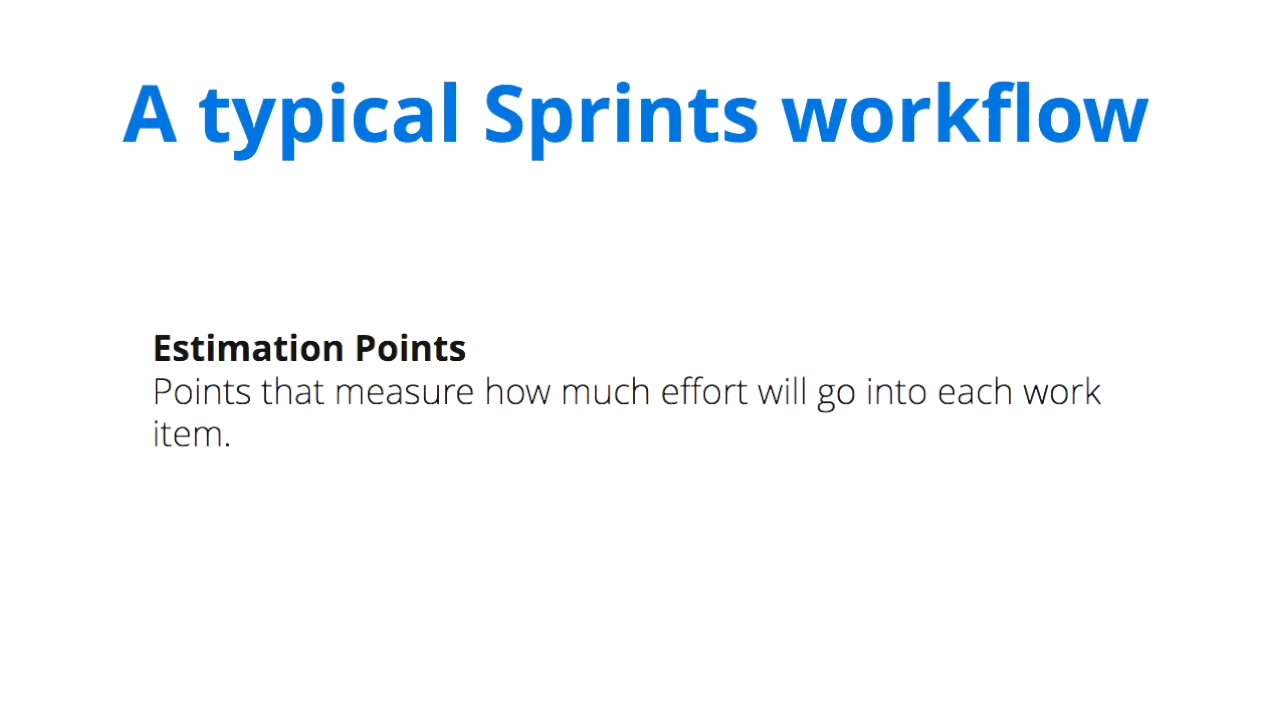 A typical Sprints workflow
Estimation Points
Points that measure how much effort will go into each work
item.